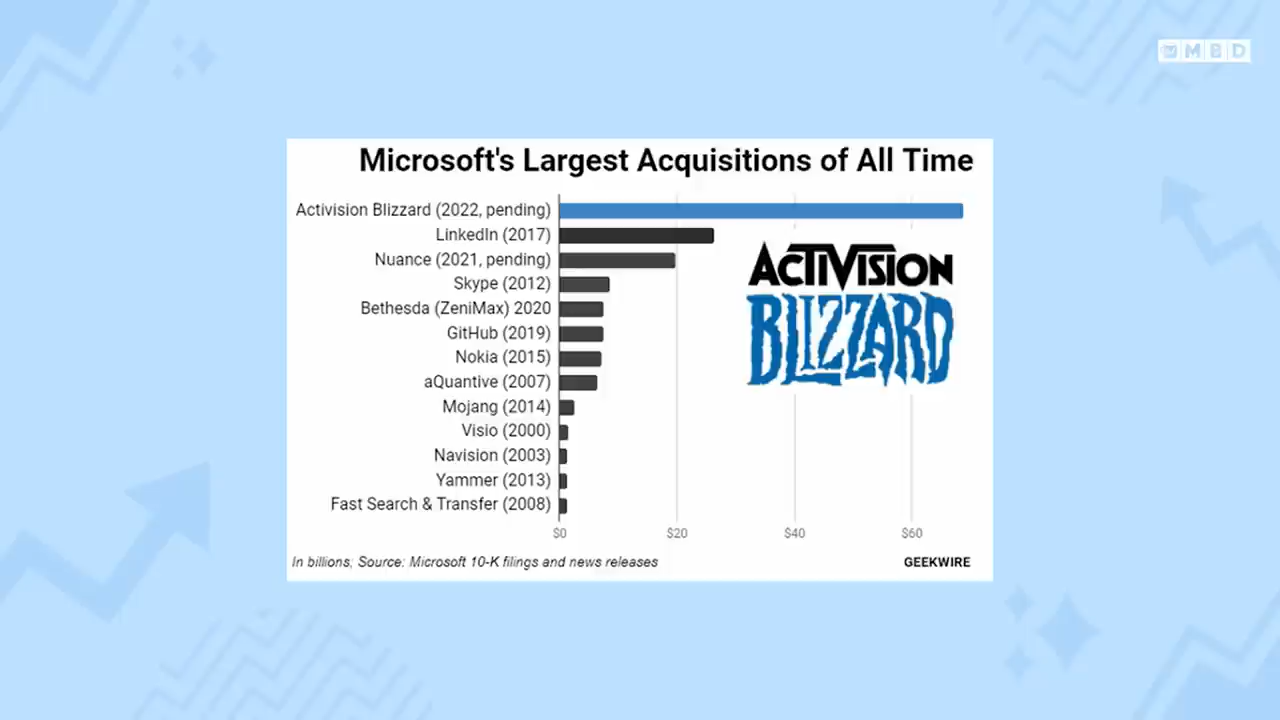 MBD
Microsoft's Largest Acquisitions of All Time
Activision Blizzard (2022, pending)
LinkedIn (2017)
Nuance (2021, pending)
Skype (2012)
Bethesda (ZeniMax) 2020
GitHub (2019)
Nokia (2015)
aQuantive (2007)
Mojang (2014)
Visio (2000)
Navision (2003)
Yammer (2013)
Fast Search & Transfer (2008)
ACTIVISION
BLIZZARD
$0 $20 $40 $60
In billions; Source: Microsoft 10-K filings and news releases
GEEKWIRE